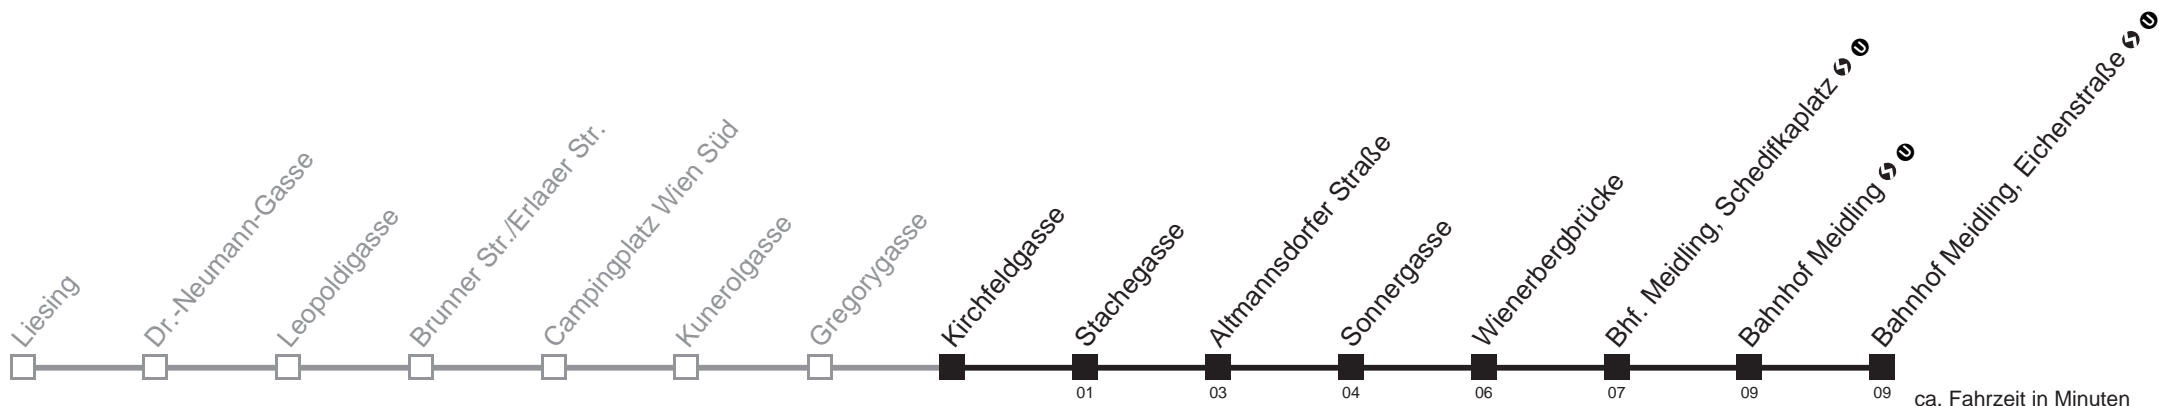 Liesing
Dr.-Neumann-Gasse
Leopoldigasse
Brunner Str./Erlaaer Str.
Campingplatz Wien Süd
Kunerolgasse
Gregorygasse
Kirchfeldgasse
Stachegasse
Altmannsdorfer Straße
Sonnergasse
Wienerbergbrücke
Bhf. Meidling, Schedifkaplatz S U
Bahnhof Meidling S U
Bahnhof Meidling, Eichenstraße S U
01 03 04 06 07 09 09 ca. Fahrzeit in Minuten